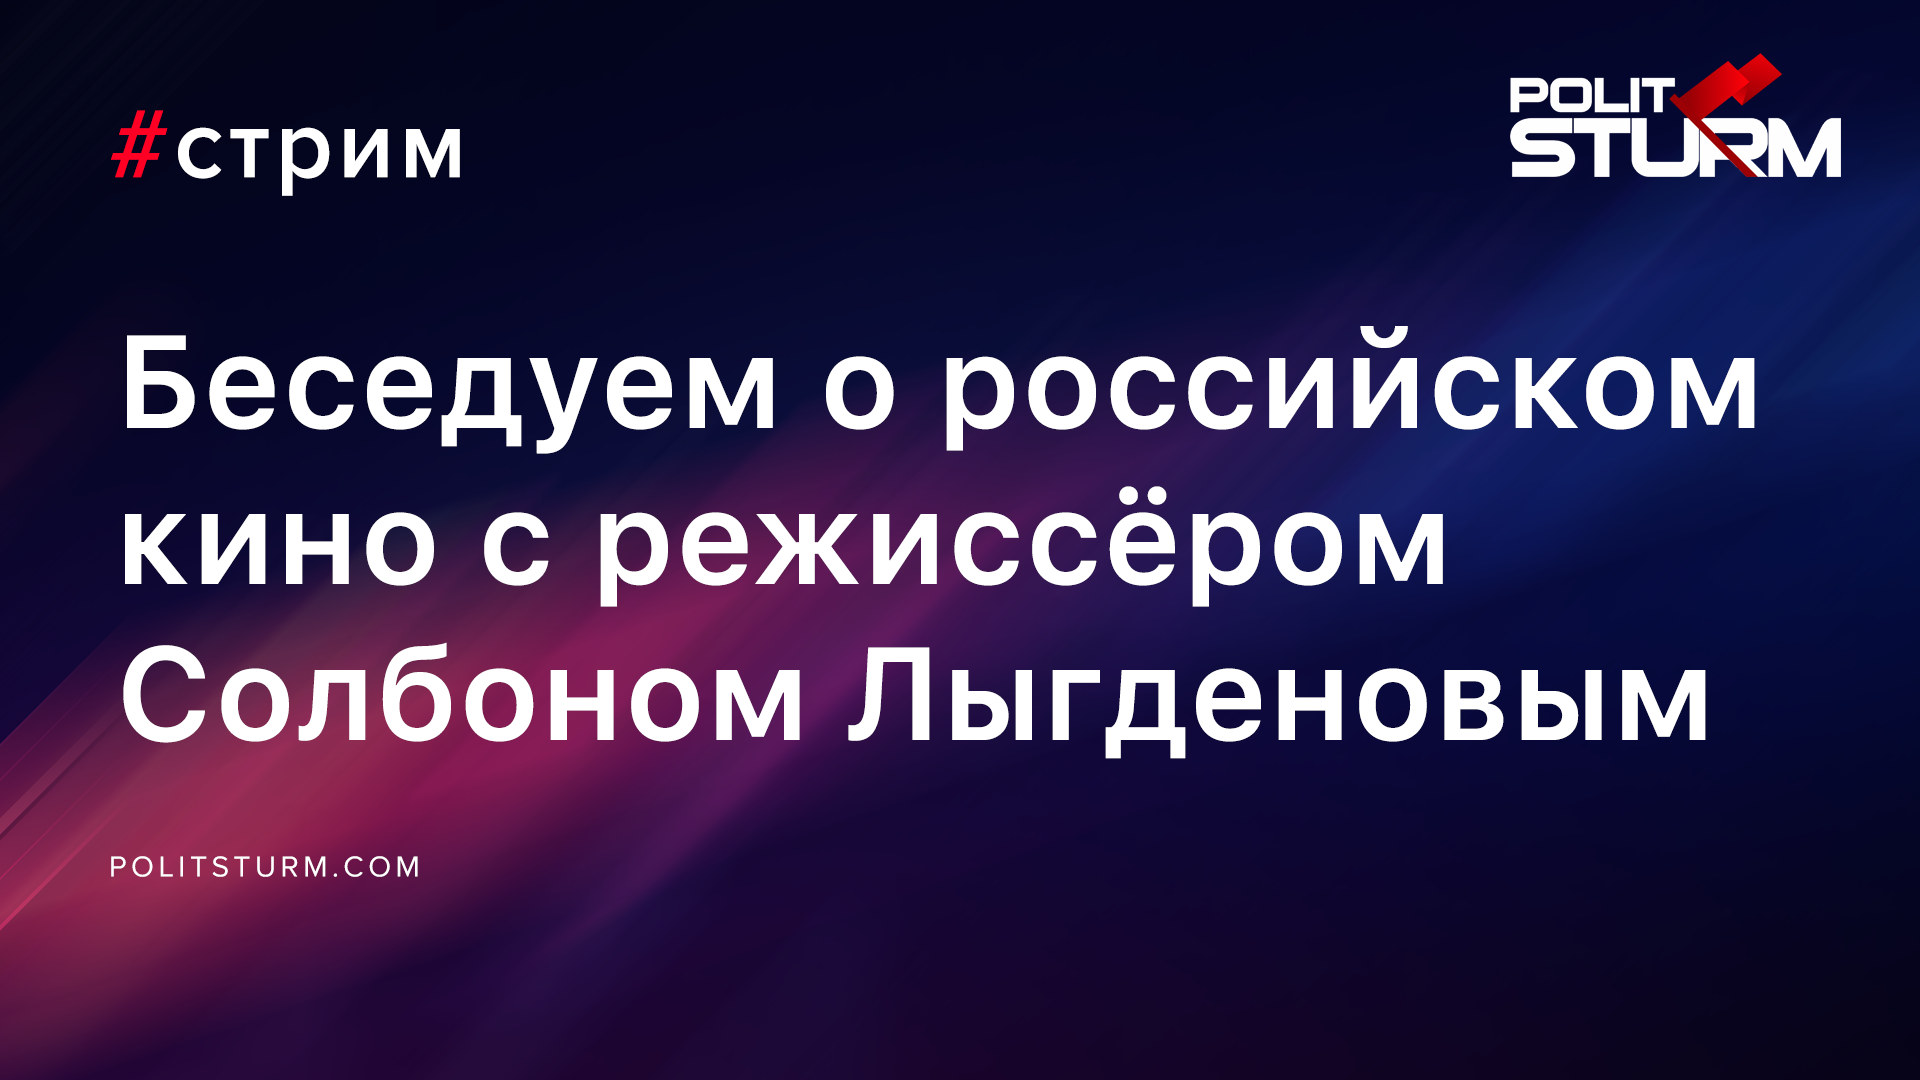 #стрим
POLIT
STURM
Беседуем о российском
кино с режиссёром
Солбоном Лыгденовым
POLITSTURM.COM